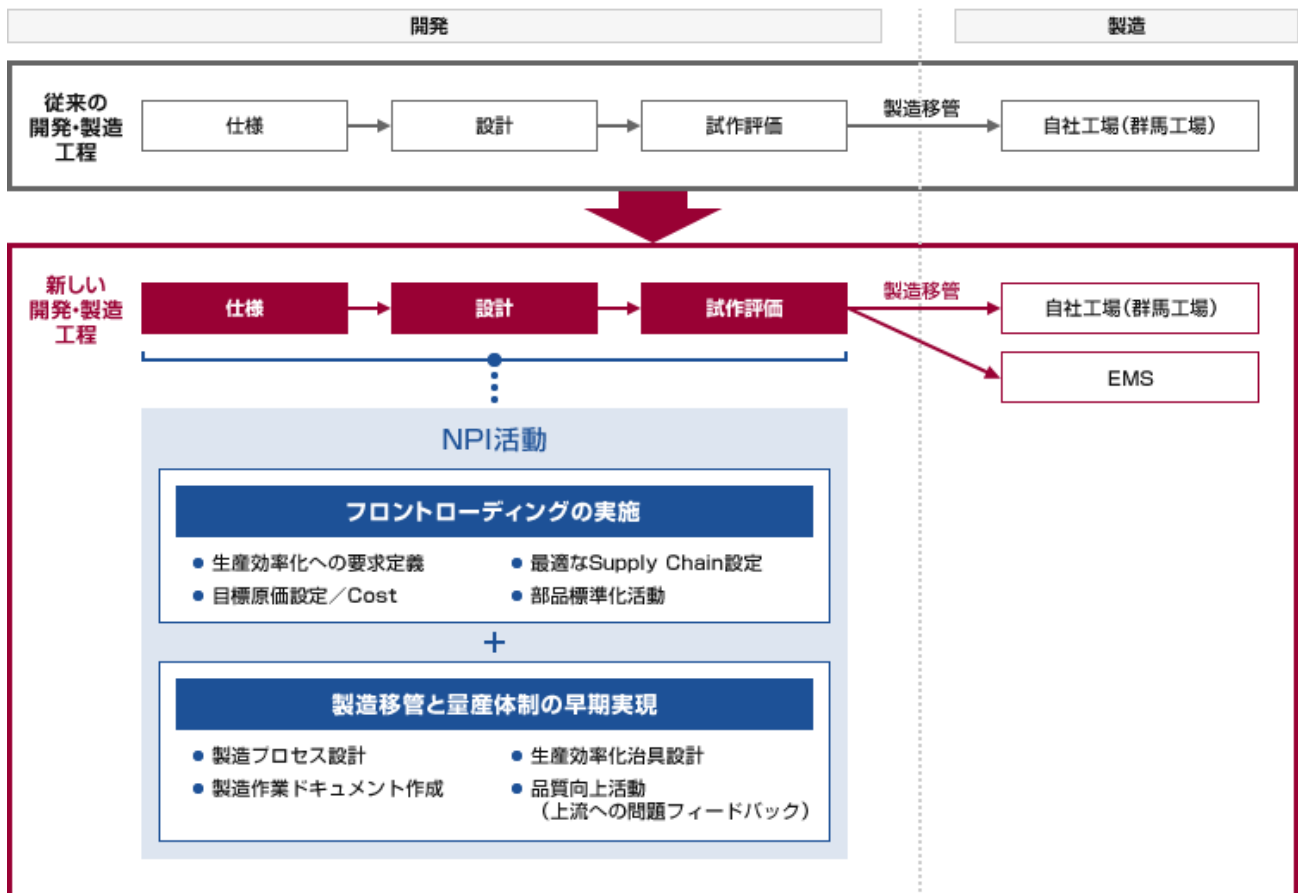 開発
製造
従来の
開発・製造
工程
仕様
設計
試作評価
製造移管
自社工場(群馬工場)
新しい
開発・製造
工程
仕様
設計
試作評価
製造移管
自社工場(群馬工場)
EMS
NPI活動
フロントローディングの実施
● 生産効率化への要求定義
● 最適なSupply Chain設定
● 目標原価設定／Cost
● 部品標準化活動
+
製造移管と量産体制の早期実現
● 製造プロセス設計
● 生産効率化治具設計
● 製造作業ドキュメント作成
● 品質向上活動
（上流への問題フィードバック）